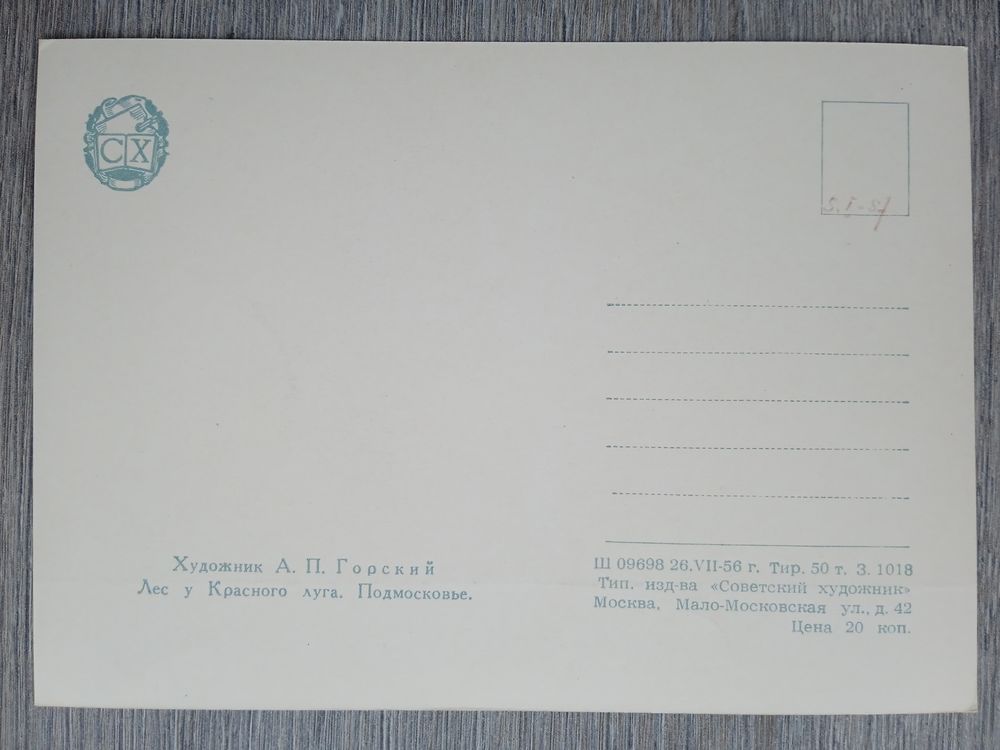 СХ
5.I-57
Художник А. П. Горский
Лес у Красного луга. Подмосковье.
Ш 09698 26.VII-56 г. Тир. 50 т. З. 1018
Тип. изд-ва «Советский художник»
Москва, Мало-Московская ул., д. 42
Цена 20 коп.